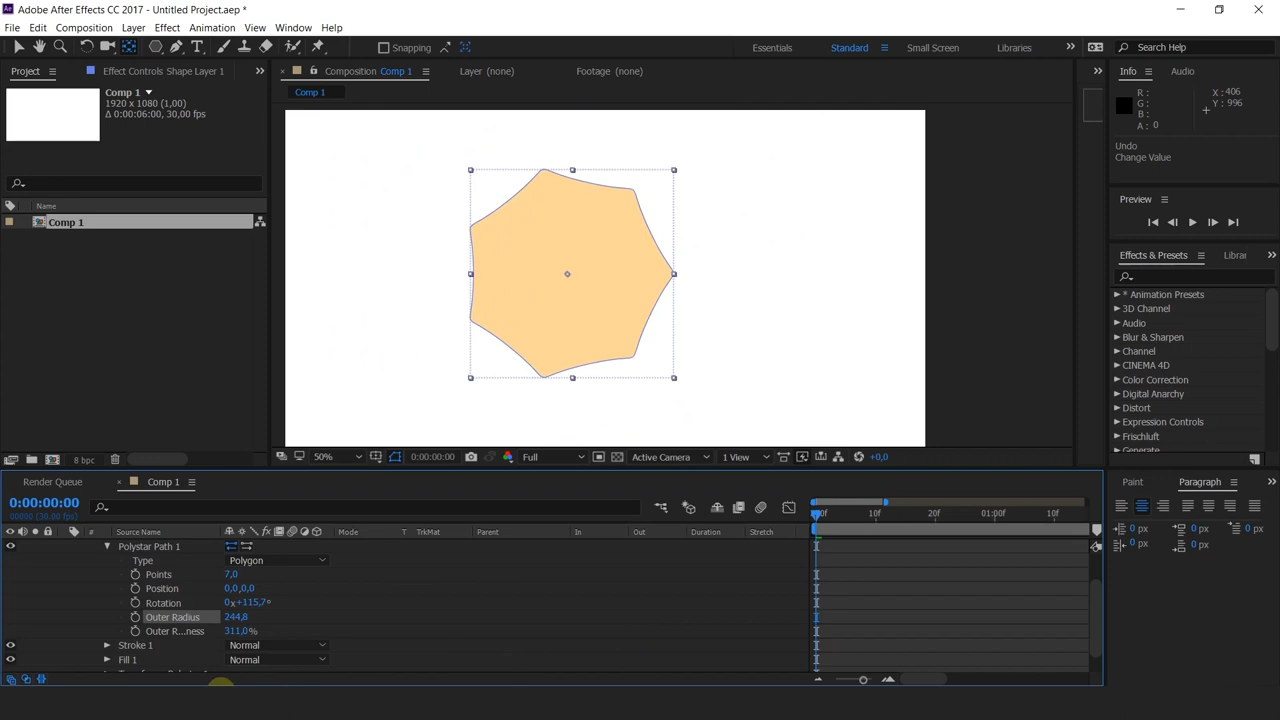 Adobe After Effects CC 2017 - Untitled Project.aep *
File Edit Composition Layer Effect Animation View Window Help
Snapping
Essentials Standard Small Screen Libraries
Search Help
Project
Effect Controls Shape Layer 1
Composition Comp 1
Layer (none)
Footage (none)
Info
Audio
Comp 1
1920 x 1080 (1,00)
Δ 0:00:06:00, 30,00 fps
Comp 1
R :
G :
B :
A : 0
X : 406
Y : 996
Undo
Change Value
Preview
Name
Comp 1
Effects & Presets
Librar
* Animation Presets
3D Channel
Audio
Blur & Sharpen
Channel
CINEMA 4D
Color Correction
Digital Anarchy
Distort
Expression Controls
Frischluft
Generate
8 bpc
50%
0:00:00:00
Full
Active Camera
1 View
+0,0
Render Queue
Comp 1
Paint
Paragraph
0:00:00:00
00000 (30.00 fps)
00f 10f 20f 01:00f 10f
Source Name
Mode
T
TrkMat
Parent
In
Out
Duration
Stretch
0 px
0 px
0 px
0 px
0 px
Polystar Path 1
Type Polygon
Points 7,0
Position 0,0,0,0
Rotation 0x+115,7°
Outer Radius 244,8
Outer R...ness 311,0%
Stroke 1 Normal
Fill 1 Normal